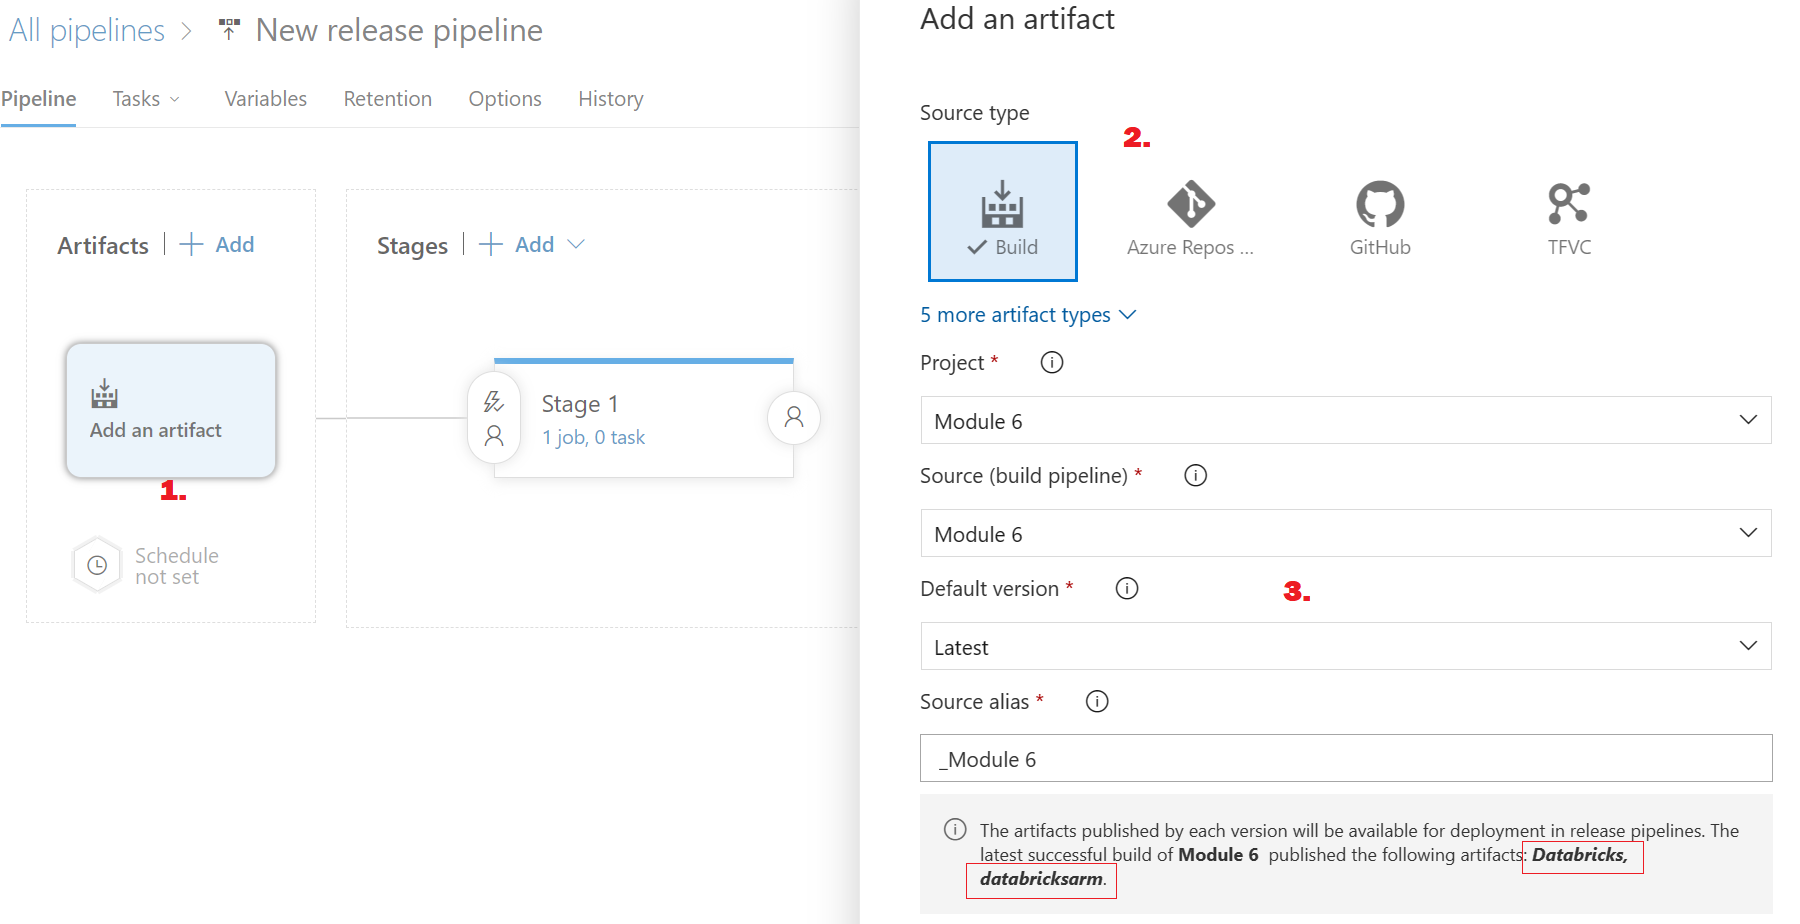 All pipelines > New release pipeline
Pipeline Tasks Variables Retention Options History
Artifacts | + Add
Stages | + Add
Add an artifact
1.
Schedule
not set
Stage 1
1 job, 0 task
Add an artifact
Source type
2.
Build
Azure Repos ...
GitHub
TFVC
5 more artifact types
Project *
Module 6
Source (build pipeline) *
Module 6
Default version *
3.
Latest
Source alias *
_Module 6
The artifacts published by each version will be available for deployment in release pipelines. The
latest successful build of Module 6 published the following artifacts: Databricks,
databricksarm.